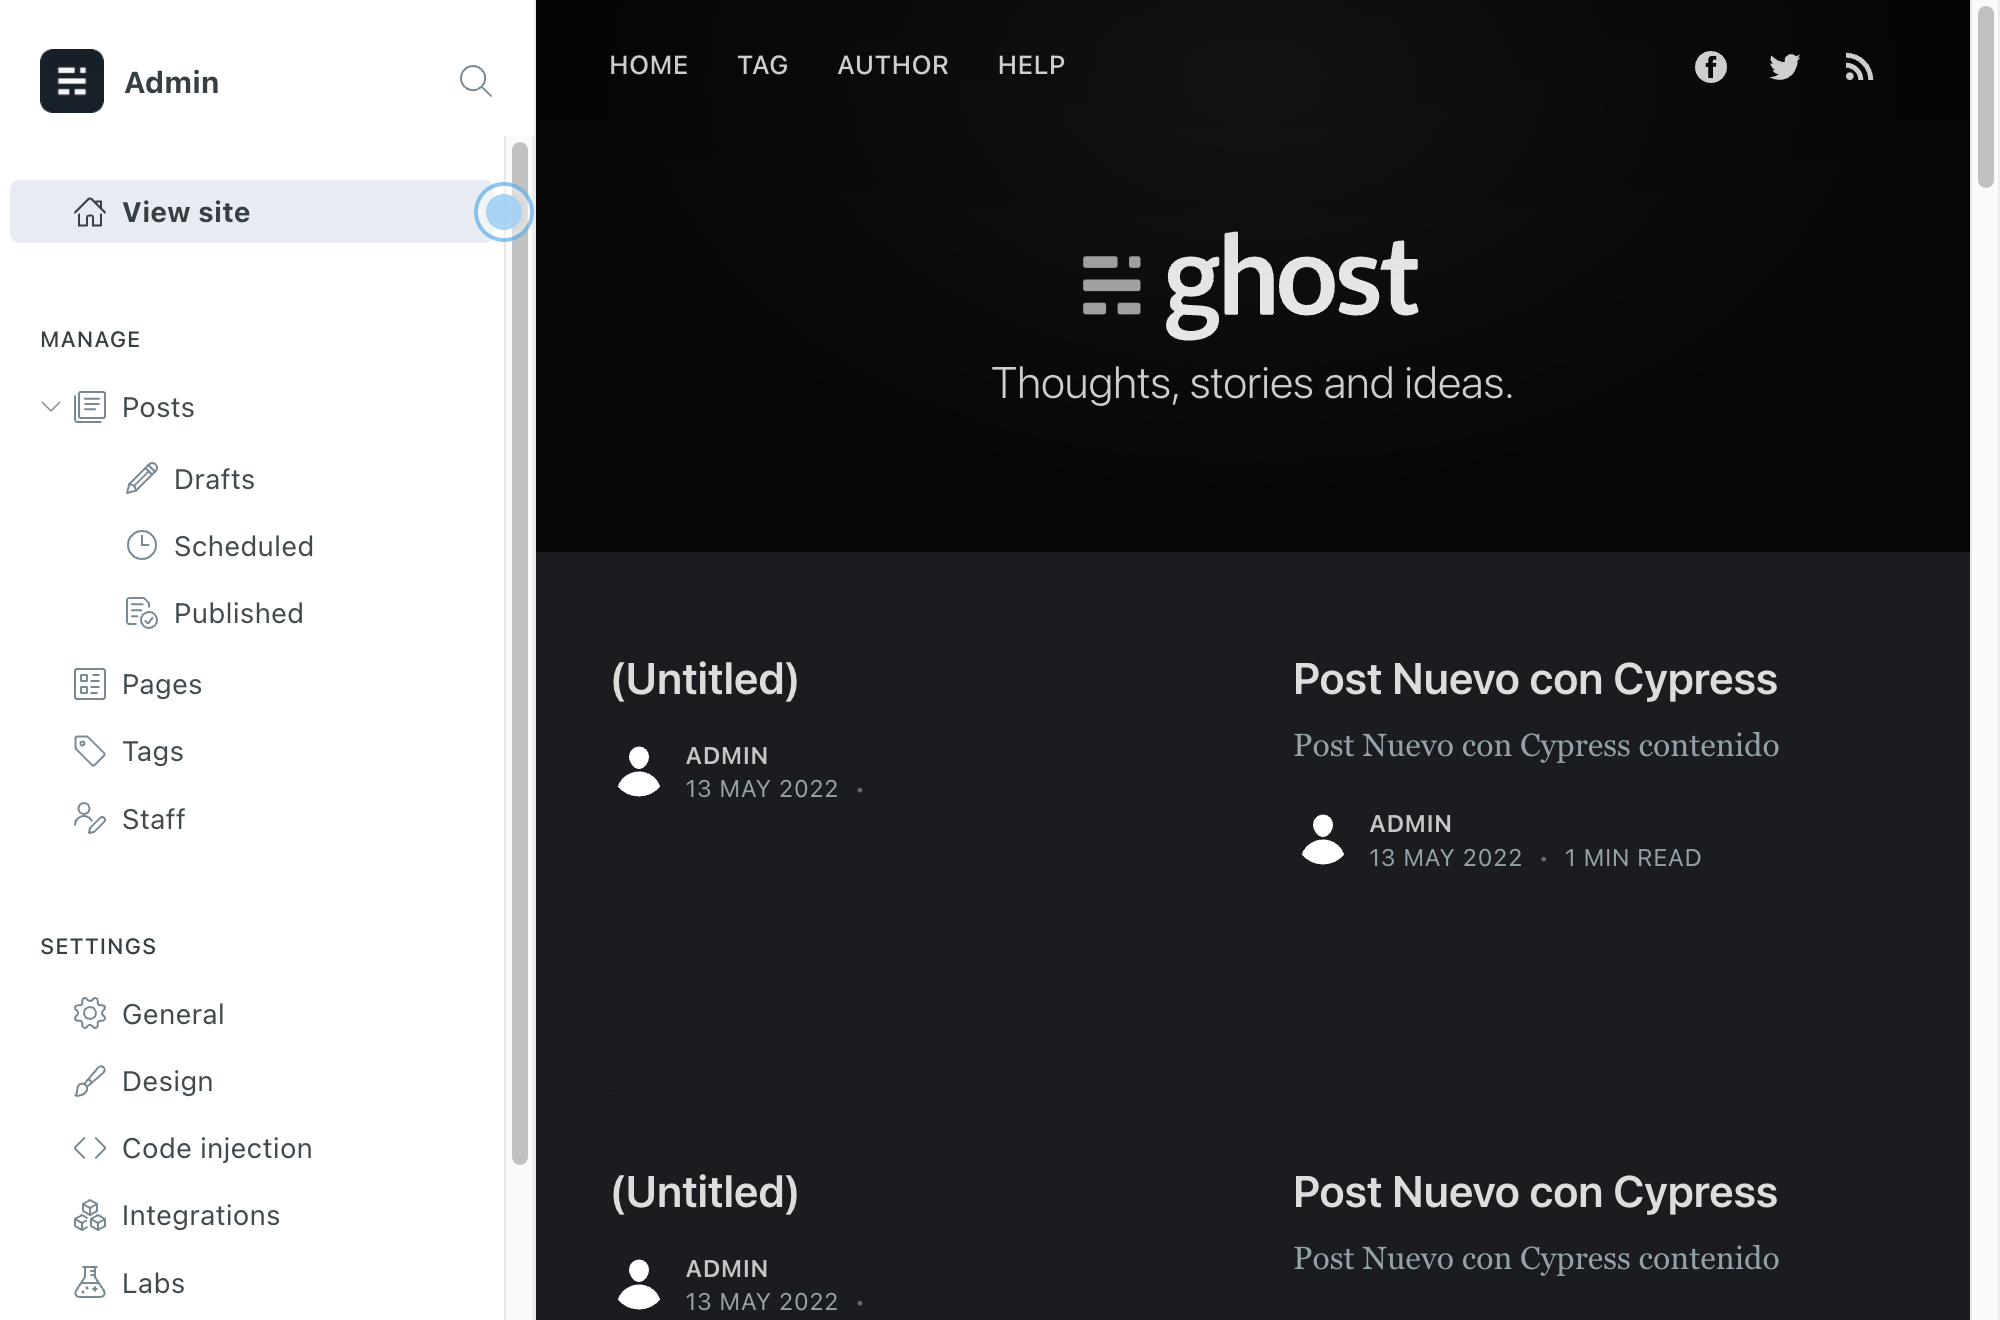 Admin
View site
MANAGE
Posts
Drafts
Scheduled
Published
Pages
Tags
Staff
SETTINGS
General
Design
Code injection
Integrations
Labs
HOME TAG AUTHOR HELP
ghost
Thoughts, stories and ideas.
(Untitled)
ADMIN
13 MAY 2022 •
Post Nuevo con Cypress
Post Nuevo con Cypress contenido
ADMIN
13 MAY 2022 • 1 MIN READ
(Untitled)
ADMIN
13 MAY 2022 •
Post Nuevo con Cypress
Post Nuevo con Cypress contenido